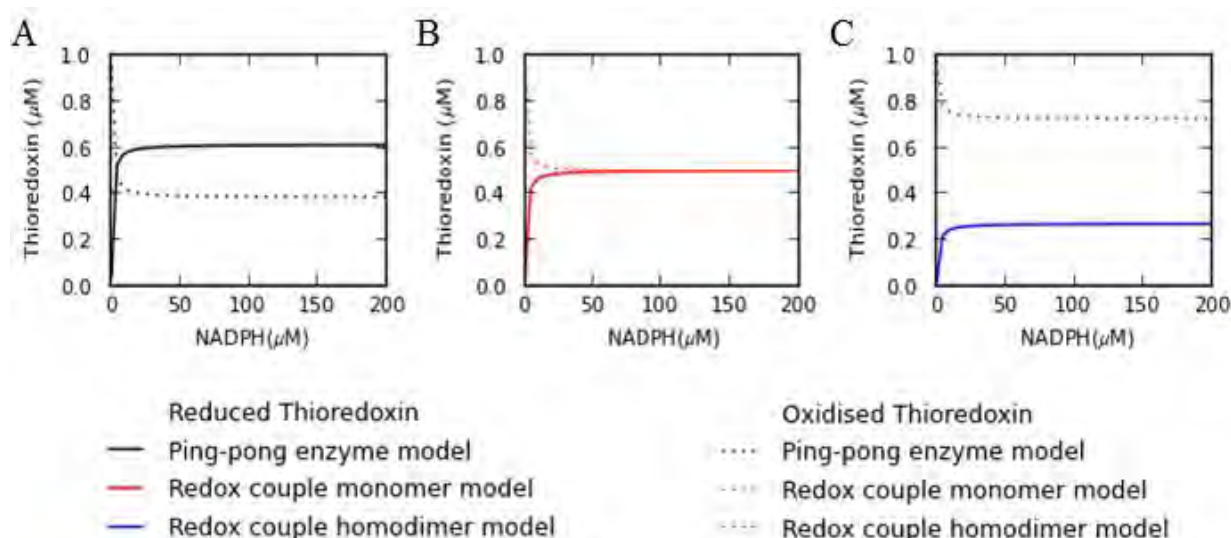 A
B
C
Thioredoxin (μM)
1.0
0.8
0.6
0.4
0.2
0.0
0
50
100
150
200
NADPH(μM)
Thioredoxin (μM)
1.0
0.8
0.6
0.4
0.2
0.0
0
50
100
150
200
NADPH(μM)
Thioredoxin (μM)
1.0
0.8
0.6
0.4
0.2
0.0
0
50
100
150
200
NADPH(μM)
Reduced Thioredoxin
Ping-pong enzyme model
Redox couple monomer model
Redox couple homodimer model
Oxidised Thioredoxin
Ping-pong enzyme model
Redox couple monomer model
Redox couple homodimer model